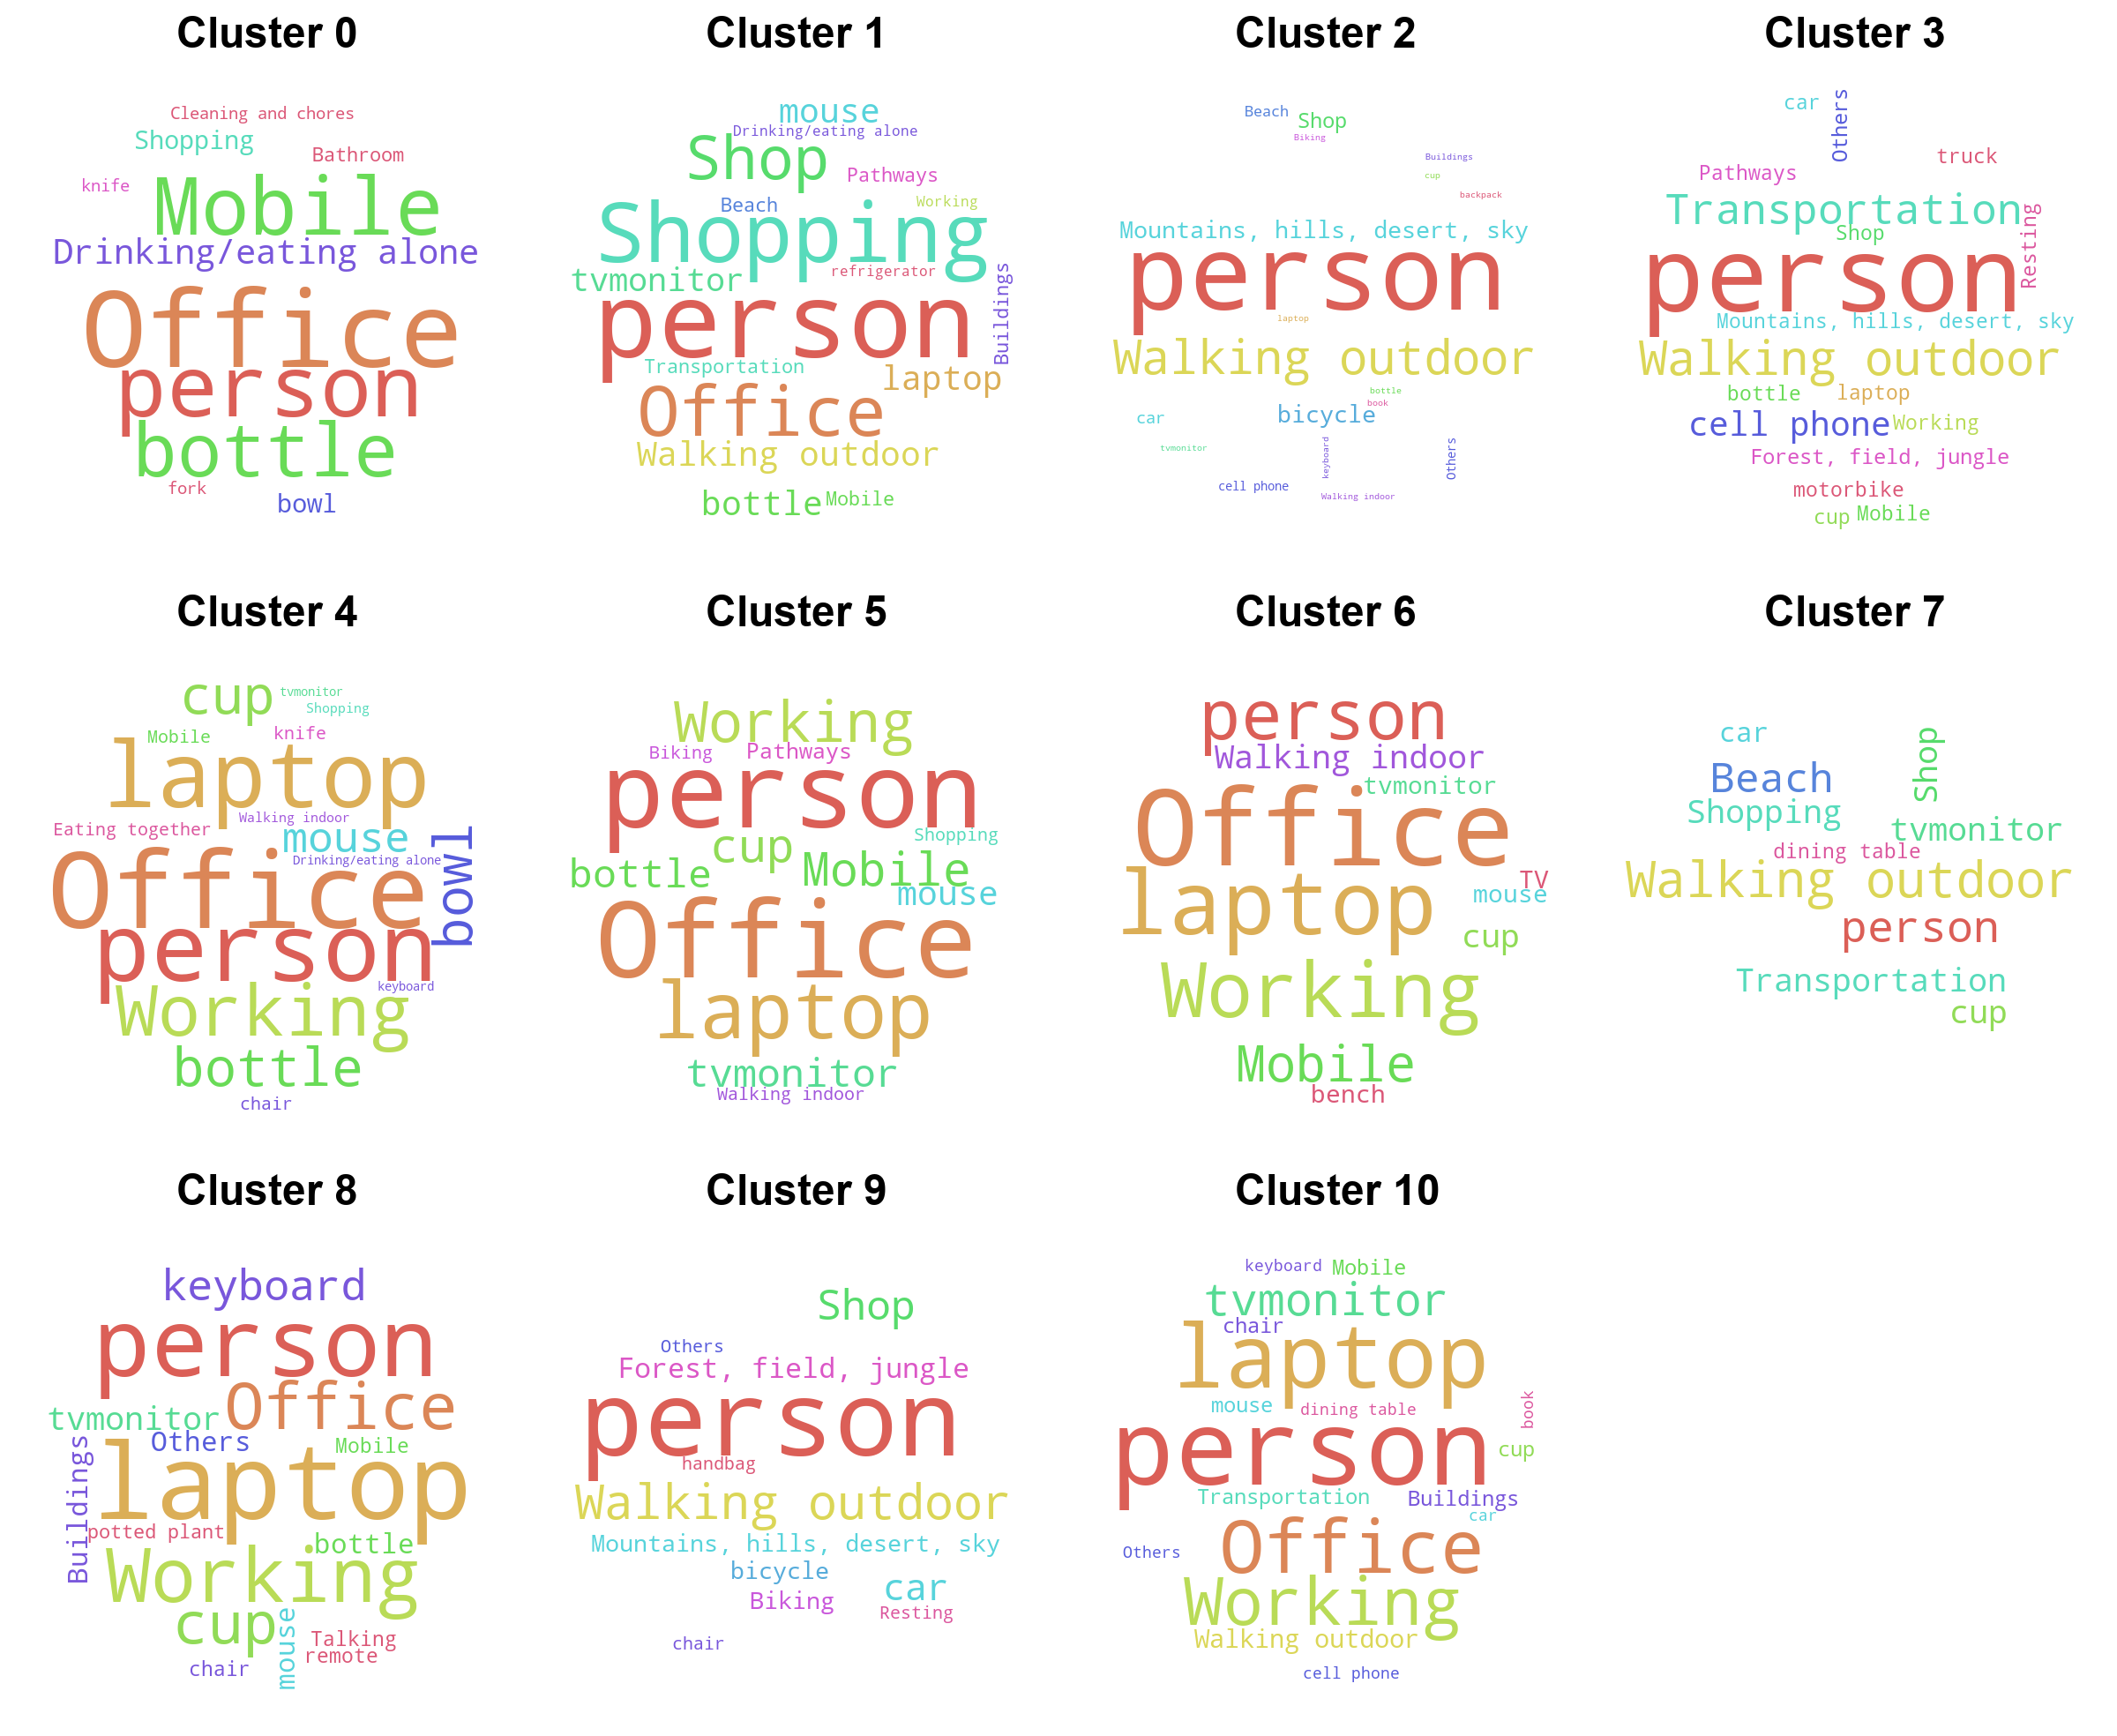 Cluster 0
Cleaning and chores
Shopping
Bathroom
knife
Mobile
Drinking/eating alone
Office
person
bottle
fork
bowl
Cluster 1
mouse
Drinking/eating alone
Shop
Pathways
Beach
Working
Shopping
refrigerator
tvmonitor
person
Buildings
Transportation
laptop
Office
Walking outdoor
bottle
Mobile
Cluster 2
Beach
Shop
Biking
Buildings
cup
backpack
Mountains, hills, desert, sky
person
laptop
Walking outdoor
bottle
book
car
bicycle
tvmonitor
keyboard
Others
cell phone
Walking indoor
Cluster 3
car
Others
truck
Pathways
Transportation
Shop
Resting
person
Mountains, hills, desert, sky
Walking outdoor
bottle
laptop
cell phone
Working
Forest, field, jungle
motorbike
cup
Mobile
Cluster 4
cup
tvmonitor
Shopping
Mobile
knife
laptop
Walking indoor
Eating together
mouse
Drinking/eating alone
bowl
Office
person
keyboard
Working
bottle
chair
Cluster 5
Working
Biking
Pathways
person
Shopping
cup
bottle
Mobile
mouse
Office
laptop
tvmonitor
Walking indoor
Cluster 6
person
Walking indoor
tvmonitor
Office
TV
laptop
mouse
cup
Working
Mobile
bench
Cluster 7
car
Shop
Beach
Shopping
tvmonitor
dining table
Walking outdoor
person
Transportation
cup
Cluster 8
keyboard
person
Office
tvmonitor
Others
Mobile
Buildings
laptop
potted plant
bottle
Working
cup
mouse
Talking
remote
chair
Cluster 9
Shop
Others
Forest, field, jungle
person
handbag
Walking outdoor
Mountains, hills, desert, sky
bicycle
car
Biking
Resting
chair
Cluster 10
keyboard
Mobile
tvmonitor
chair
laptop
mouse
dining table
book
person
cup
Transportation
Buildings
car
Office
Others
Working
Walking outdoor
cell phone